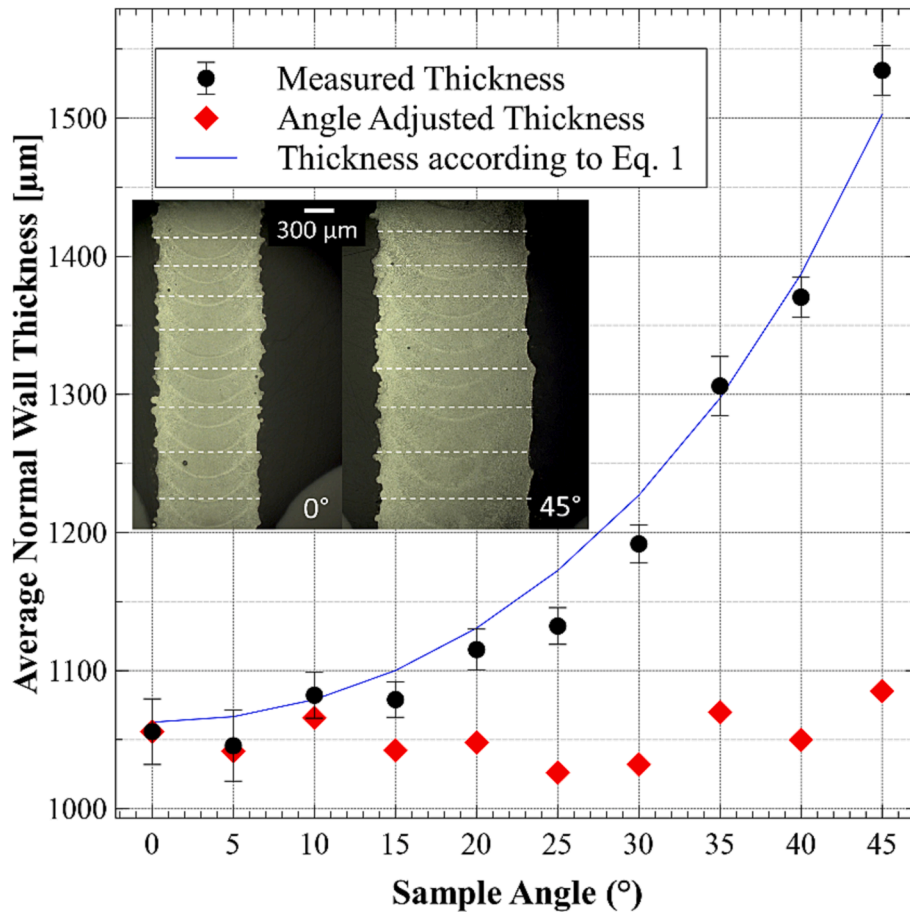 Average Normal Wall Thickness [µm]
1500
1400
1300
1200
1100
1000
Measured Thickness
Angle Adjusted Thickness
Thickness according to Eq. 1
300 µm
0°
45°
0 5 10 15 20 25 30 35 40 45
Sample Angle (°)